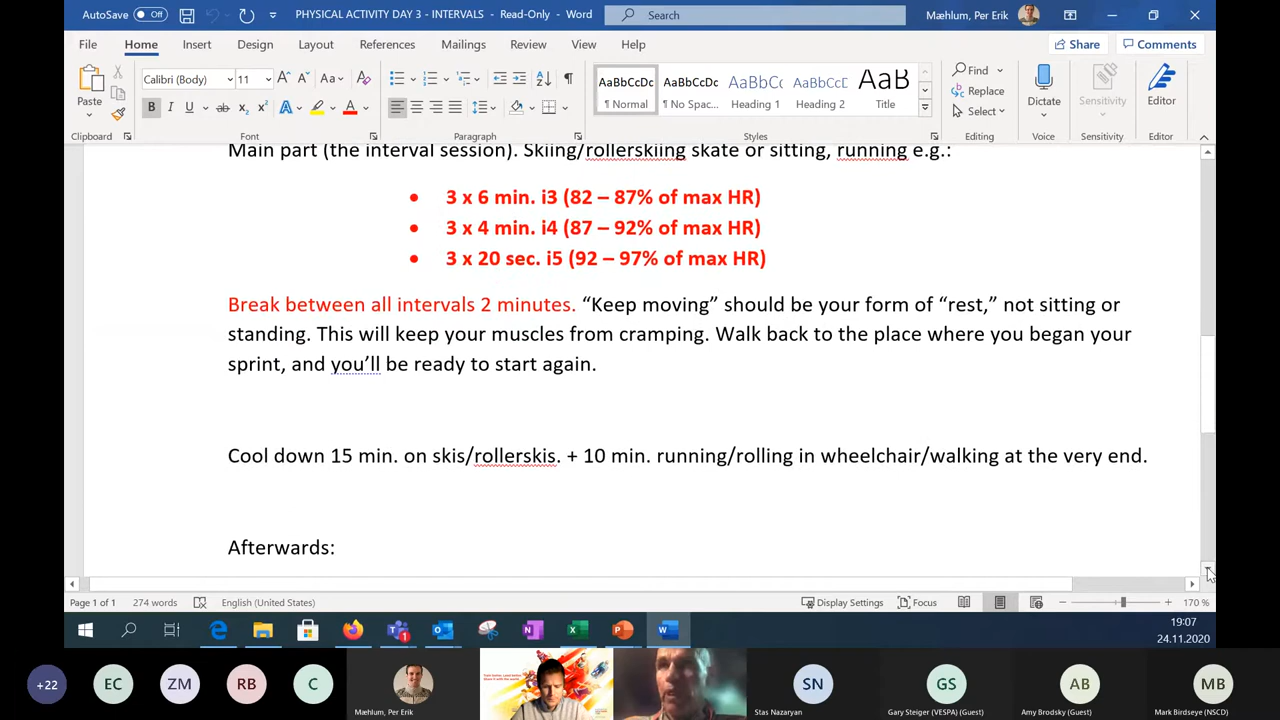 AutoSave Off PHYSICAL ACTIVITY DAY 3 - INTERVALS - Read-Only - Word Search Mæhlum, Per Erik
File Home Insert Design Layout References Mailings Review View Help Share Comments
Calibri (Body) 11 Aa AaBbCcDc AaBbCcDc AaBbCc AaBbCcD AaB Find
Paste ¶ Normal ¶ No Spac... Heading 1 Heading 2 Title Replace Dictate Sensitivity Editor
B I U ab x₂ x² A A Select
Clipboard Font Paragraph Styles Editing Voice Sensitivity Editor
Main part (the interval session). Skiing/rollerskiing skate or sitting, running e.g.:
• 3 x 6 min. i3 (82 – 87% of max HR)
• 3 x 4 min. i4 (87 – 92% of max HR)
• 3 x 20 sec. i5 (92 – 97% of max HR)
Break between all intervals 2 minutes. “Keep moving” should be your form of “rest,” not sitting or
standing. This will keep your muscles from cramping. Walk back to the place where you began your
sprint, and you’ll be ready to start again.
Cool down 15 min. on skis/rollerskis. + 10 min. running/rolling in wheelchair/walking at the very end.
Afterwards:
Page 1 of 1 274 words English (United States) Display Settings Focus 170 %
19:07
24.11.2020
+22 EC ZM RB C SN GS AB MB
Mæhlum, Per Erik Stas Nazaryan Gary Steiger (VESPA) (Guest) Amy Brodsky (Guest) Mark Birdseye (NSCD)